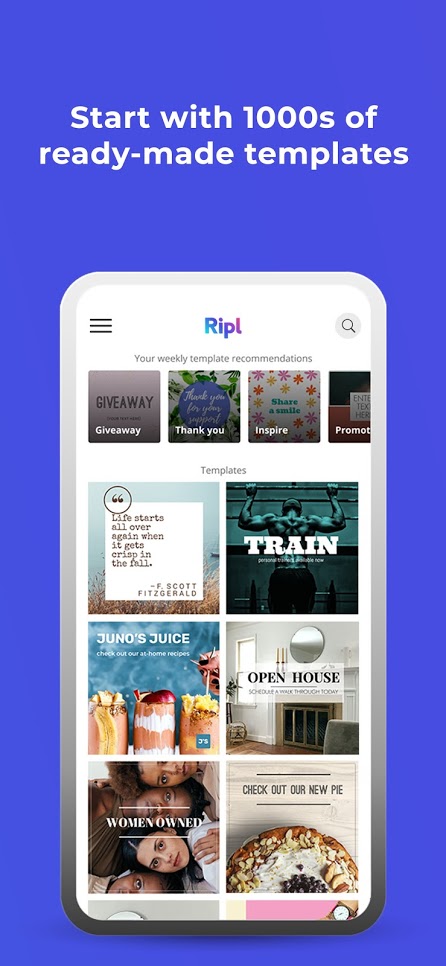 Start with 1000s of
ready-made templates
Ripl
Your weekly template recommendations
GIVEAWAY
YOUR TEXT HERE
Giveaway
Thank you
for your
support
Thank you
Share
a smile
Inspire
ENTE
TEX
HER
Promot
Templates
Life starts
all over
again when
it gets
crisp in
the fall.
–F. SCOTT
FITZGERALD
TRAIN
personal trainers available now
JUNO'S JUICE
check out our at-home recipes
J'S
OPEN HOUSE
SCHEDULE A WALK THROUGH TODAY
WOMEN OWNED
CHECK OUT OUR NEW PIE